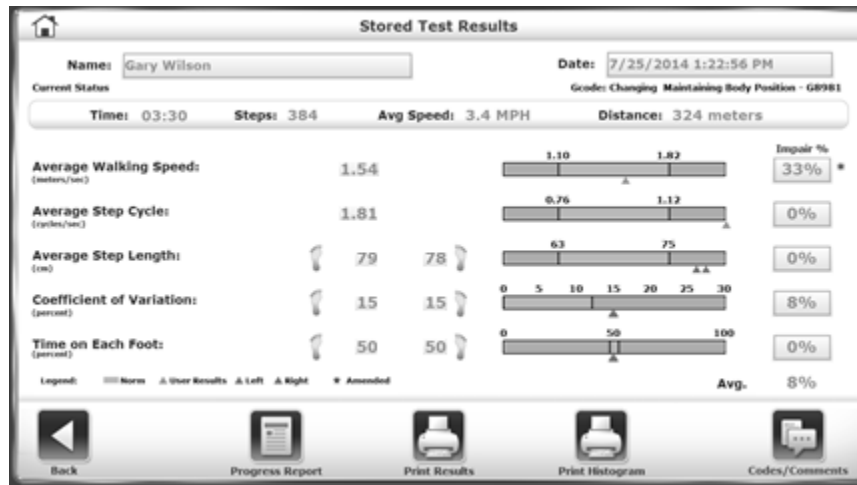 Stored Test Results
Name: Gary Wilson Date: 7/25/2014 1:22:56 PM
Current Status Gcode: Changing Maintaining Body Position - G8981
Time: 03:30 Steps: 384 Avg Speed: 3.4 MPH Distance: 324 meters
Impair %
Average Walking Speed: 1.54 1.10 1.82 33% *
(meters/sec)
Average Step Cycle: 1.81 0.76 1.12 0%
(cycles/sec)
Average Step Length: 79 78 63 75 0%
(cm)
Coefficient of Variation: 15 15 0 5 10 15 20 25 30 8%
(percent)
Time on Each Foot: 50 50 0 50 100 0%
(percent)
Legend: Norm User Results Left Right * Amended Avg. 8%
Back Progress Report Print Results Print Histogram Codes/Comments